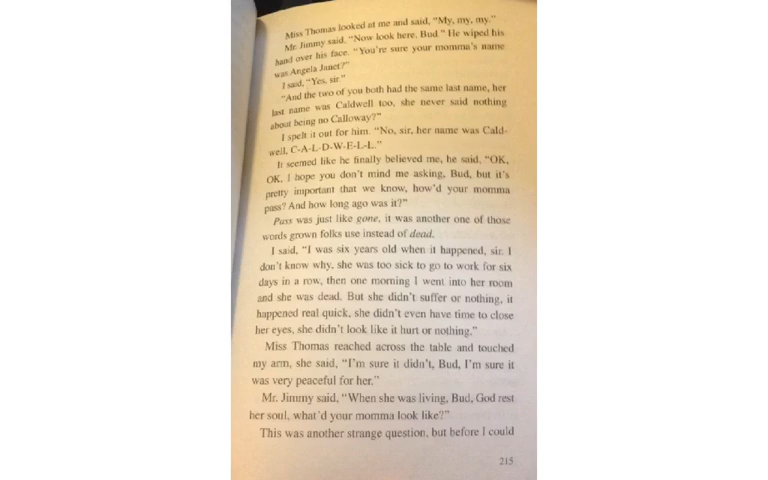 Miss Thomas looked at me and said, "My, my, my."
Mr. Jimmy said, "Now look here, Bud." He wiped his
hand over his face. "You're sure your momma's name
was Angela Janet?"
I said, "Yes, sir."
"And the two of you both had the same last name, her
last name was Caldwell too, she never said nothing
about being no Calloway?"
I spelt it out for him. "No, sir, her name was Cald-
well, C-A-L-D-W-E-L-L."
It seemed like he finally believed me, he said, "OK,
OK. I hope you don't mind me asking, Bud, but it's
pretty important that we know, how'd your momma
pass? And how long ago was it?"
Pass was just like gone, it was another one of those
words grown folks use instead of dead.
I said, "I was six years old when it happened, sir. I
don't know why, she was too sick to go to work for six
days in a row, then one morning I went into her room
and she was dead. But she didn't suffer or nothing, it
happened real quick, she didn't even have time to close
her eyes, she didn't look like it hurt or nothing."
Miss Thomas reached across the table and touched
my arm, she said, "I'm sure it didn't, Bud, I'm sure it
was very peaceful for her."
Mr. Jimmy said, "When she was living, Bud, God rest
her soul, what'd your momma look like?"
This was another strange question, but before I could
215